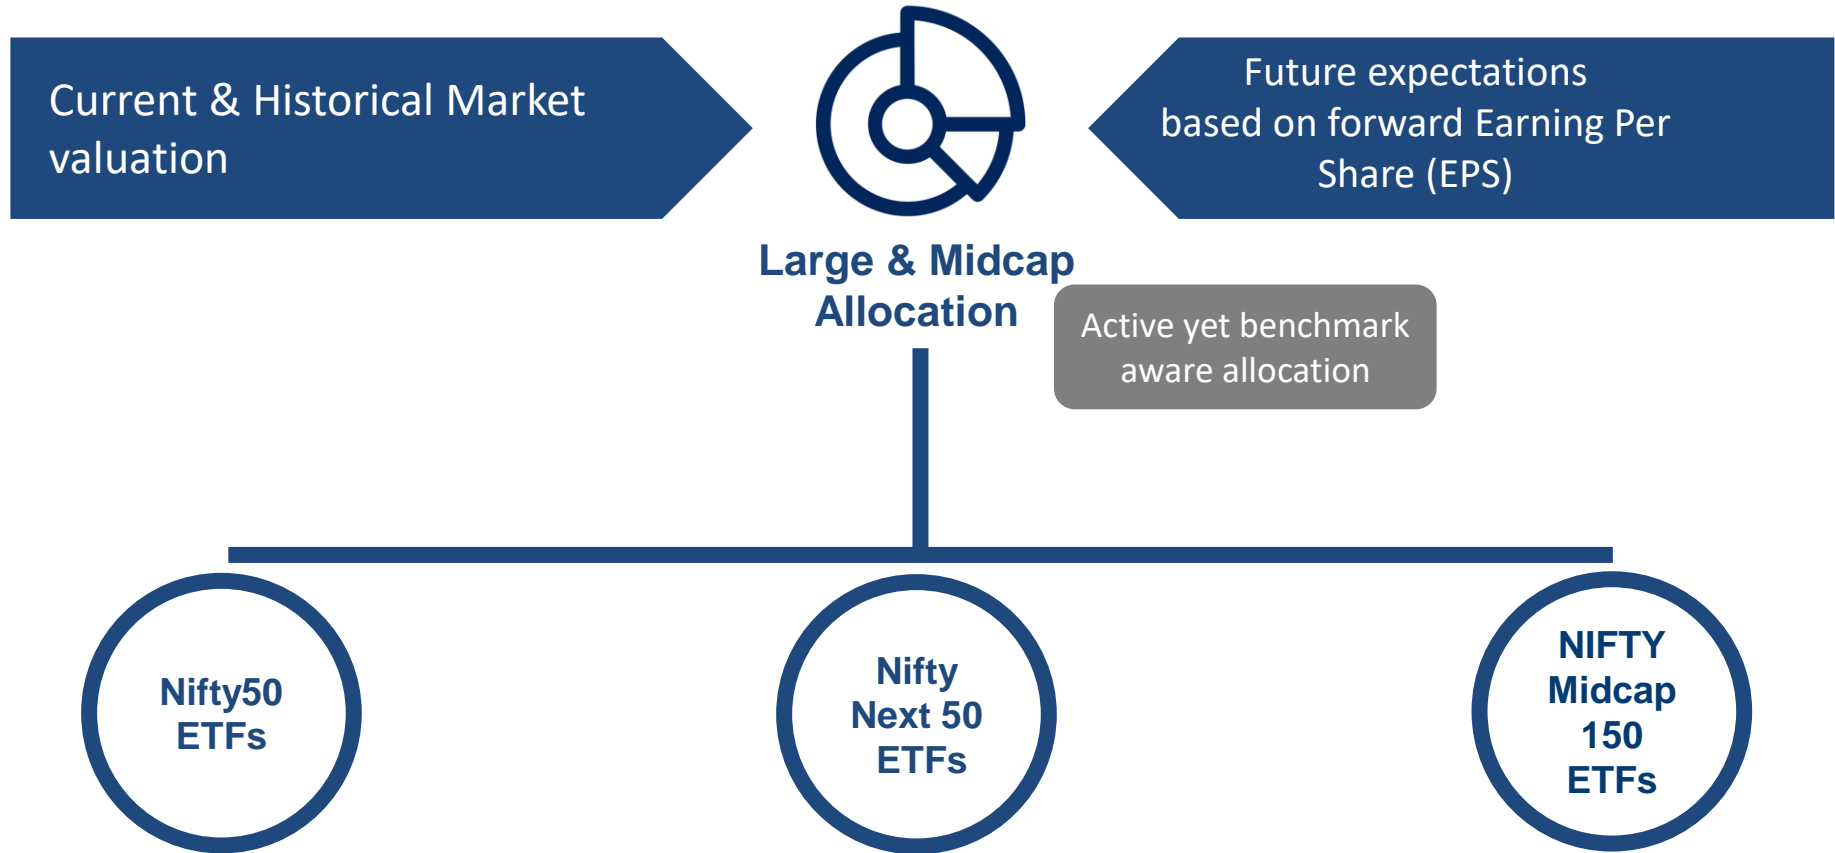 Current & Historical Market
valuation
Future expectations
based on forward Earning Per
Share (EPS)
Large & Midcap
Allocation
Active yet benchmark
aware allocation
Nifty50
ETFs
Nifty
Next 50
ETFs
NIFTY
Midcap
150
ETFs